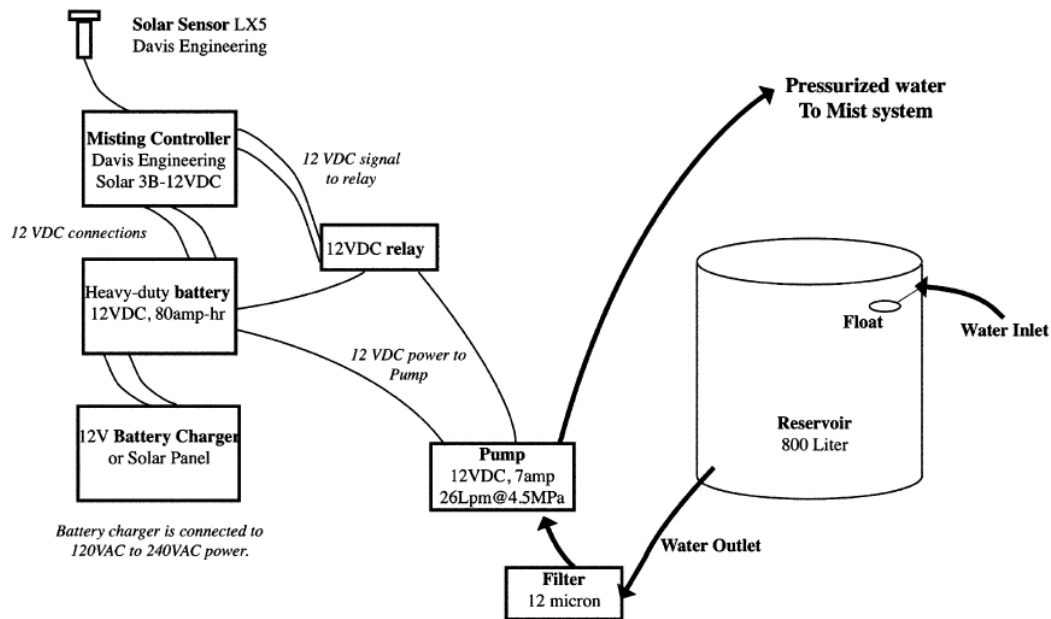 Solar Sensor LX5
Davis Engineering
Pressurized water
To Mist system
Misting Controller
Davis Engineering
Solar 3B-12VDC
12 VDC signal
to relay
12 VDC connections
12VDC relay
Heavy-duty battery
12VDC, 80amp-hr
Float
Water Inlet
12 VDC power to
Pump
12V Battery Charger
or Solar Panel
Reservoir
800 Liter
Pump
12VDC, 7amp
26Lpm@4.5MPa
Battery charger is connected to
120VAC to 240VAC power.
Water Outlet
Filter
12 micron